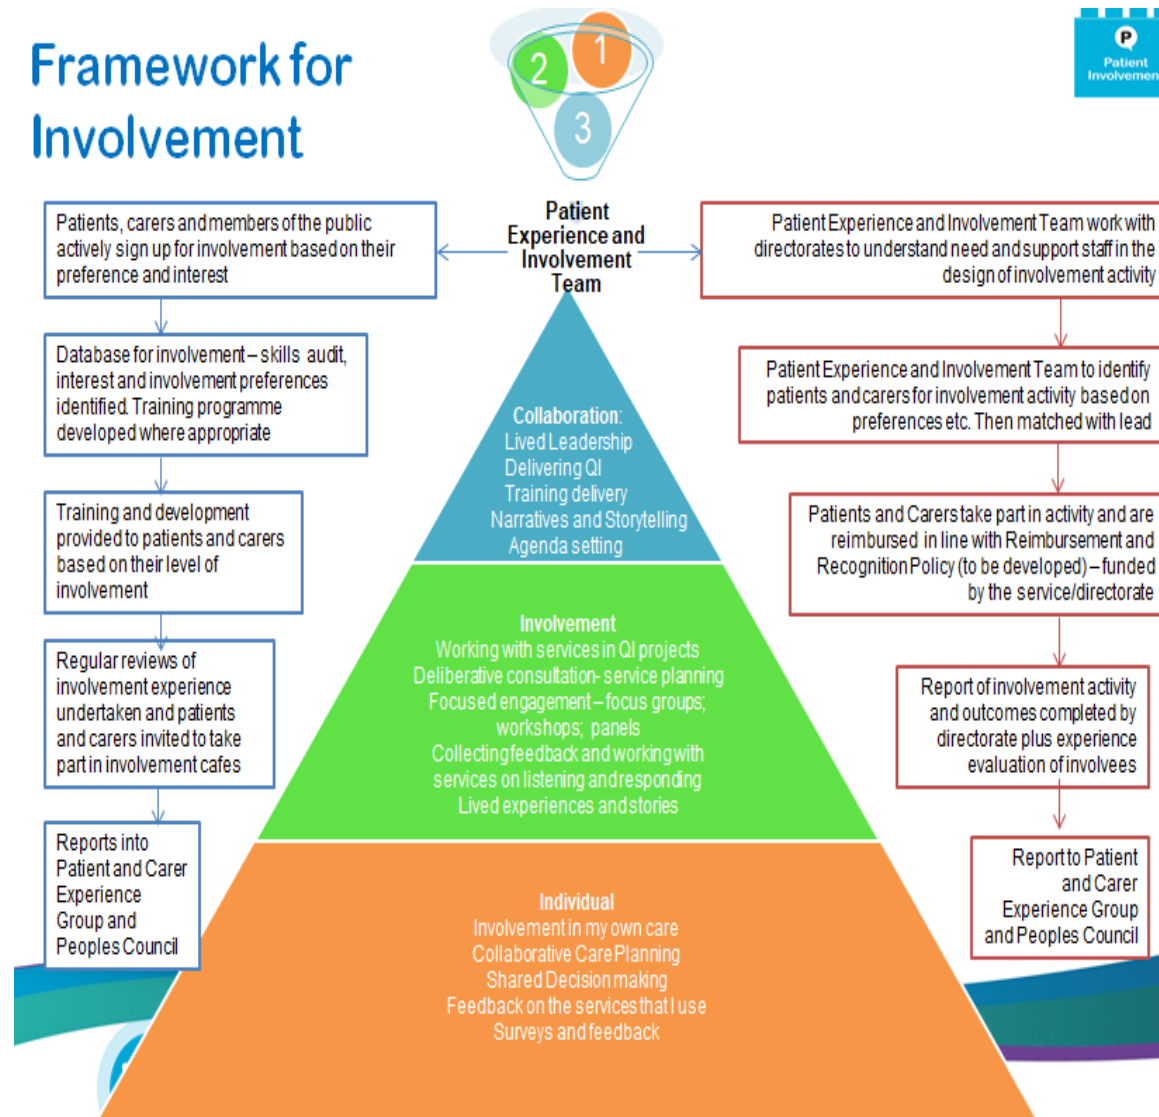 Framework for
Involvement
1
2
3
P
Patient
Involvemen
Patient
Experience and
Involvement
Team
Patients, carers and members of the public
actively sign up for involvement based on their
preference and interest
Database for involvement – skills audit,
interest and involvement preferences
identified. Training programme
developed where appropriate
Training and development
provided to patients and carers
based on their level of
involvement
Regular reviews of
involvement experience
undertaken and patients
and carers invited to take
part in involvement cafes
Reports into
Patient and Carer
Experience
Group and
Peoples Council
Collaboration:
Lived Leadership
Delivering QI
Training delivery
Narratives and Storytelling
Agenda setting
Involvement
Working with services in QI projects
Deliberative consultation- service planning
Focused engagement – focus groups;
workshops; panels
Collecting feedback and working with
services on listening and responding
Lived experiences and stories
Individual
Involvement in my own care
Collaborative Care Planning
Shared Decision making
Feedback on the services that I use
Surveys and feedback
Patient Experience and Involvement Team work with
directorates to understand need and support staff in the
design of involvement activity
Patient Experience and Involvement Team to identify
patients and carers for involvement activity based on
preferences etc. Then matched with lead
Patients and Carers take part in activity and are
reimbursed in line with Reimbursement and
Recognition Policy (to be developed) – funded
by the service/directorate
Report of involvement activity
and outcomes completed by
directorate plus experience
evaluation of involvees
Report to Patient
and Carer
Experience Group
and Peoples Council